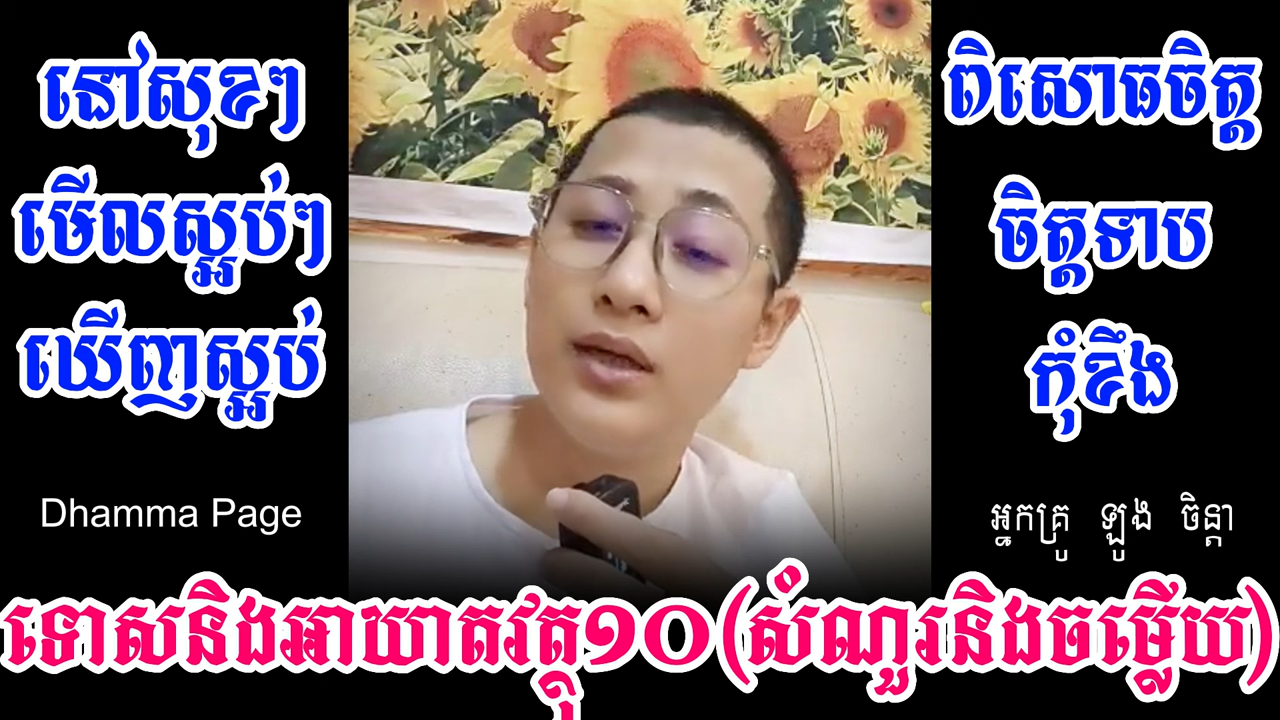 នៅសុខៗ
មើលស្អប់ៗ
ឃើញស្អប់
Dhamma Page
ពិសោធចិត្ត
ចិត្តទាប
កុំខឹង
អ្នកគ្រូ ឡុង ចិន្តា
ទោសនិងអាឃាតវត្ថុ១០(សំណួរនិងចម្លើយ)